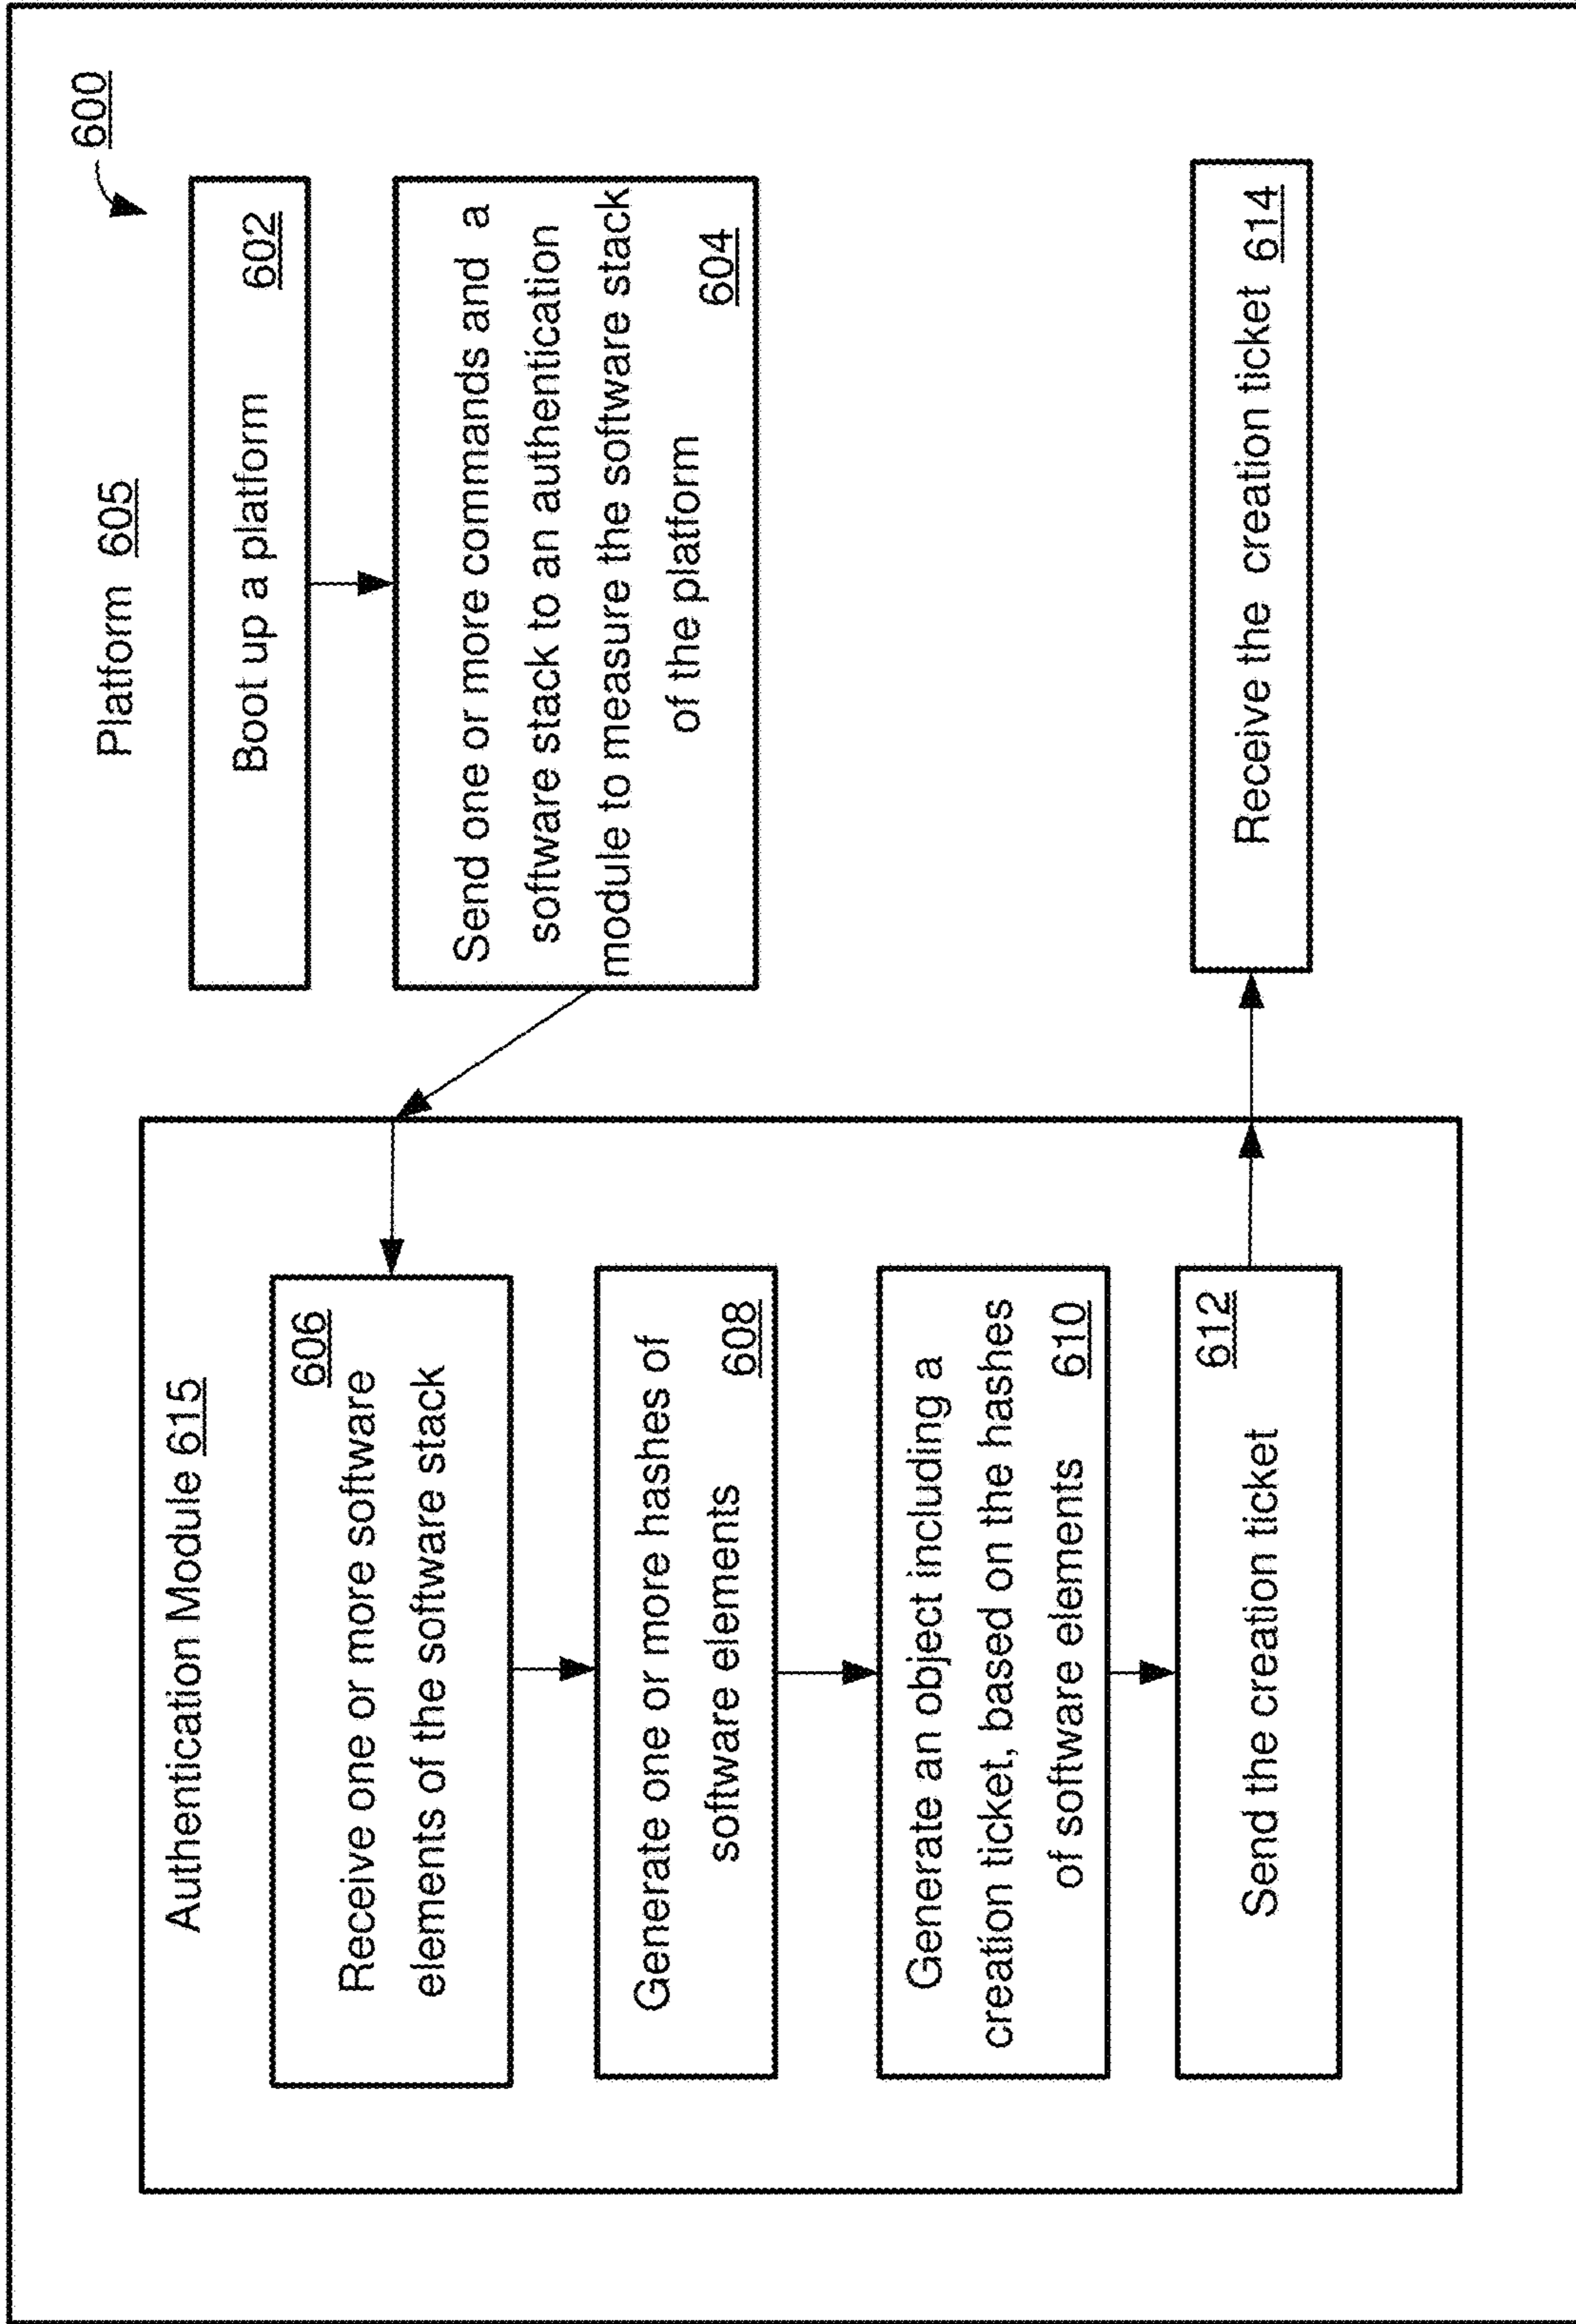 600
Platform 605
Boot up a platform 602
Send one or more commands and a
software stack to an authentication
module to measure the software stack
of the platform 604
Authentication Module 615
606
Receive one or more software
elements of the software stack
Generate one or more hashes of
software elements 608
Generate an object including a
creation ticket, based on the hashes
of software elements 610
612
Send the creation ticket
Receive the creation ticket 614